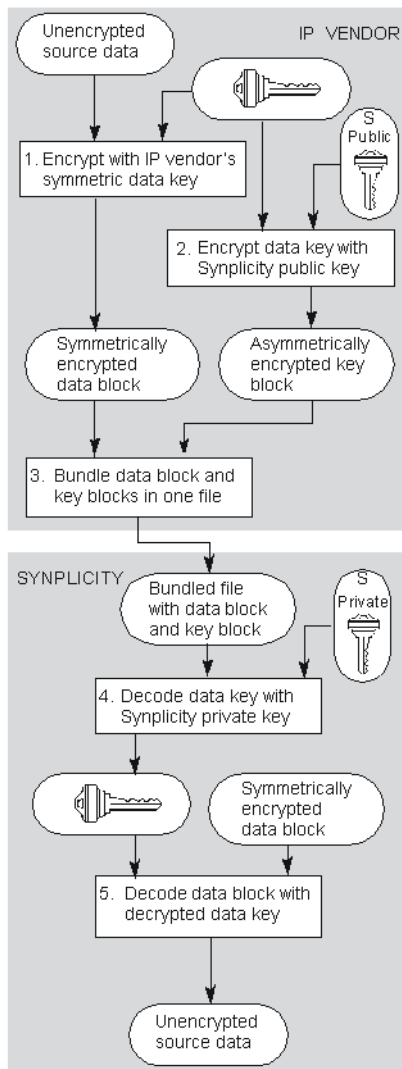 Unencrypted
source data
IP VENDOR
S
Public
1. Encrypt with IP vendor's
symmetric data key
2. Encrypt data key with
Synplicity public key
Symmetrically
encrypted
data block
Asymmetrically
encrypted key
block
3. Bundle data block and
key blocks in one file
SYNPLICITY
Bundled file
with data block
and key block
S
Private
4. Decode data key with
Synplicity private key
Symmetrically
encrypted
data block
5. Decode data block with
decrypted data key
Unencrypted
source data